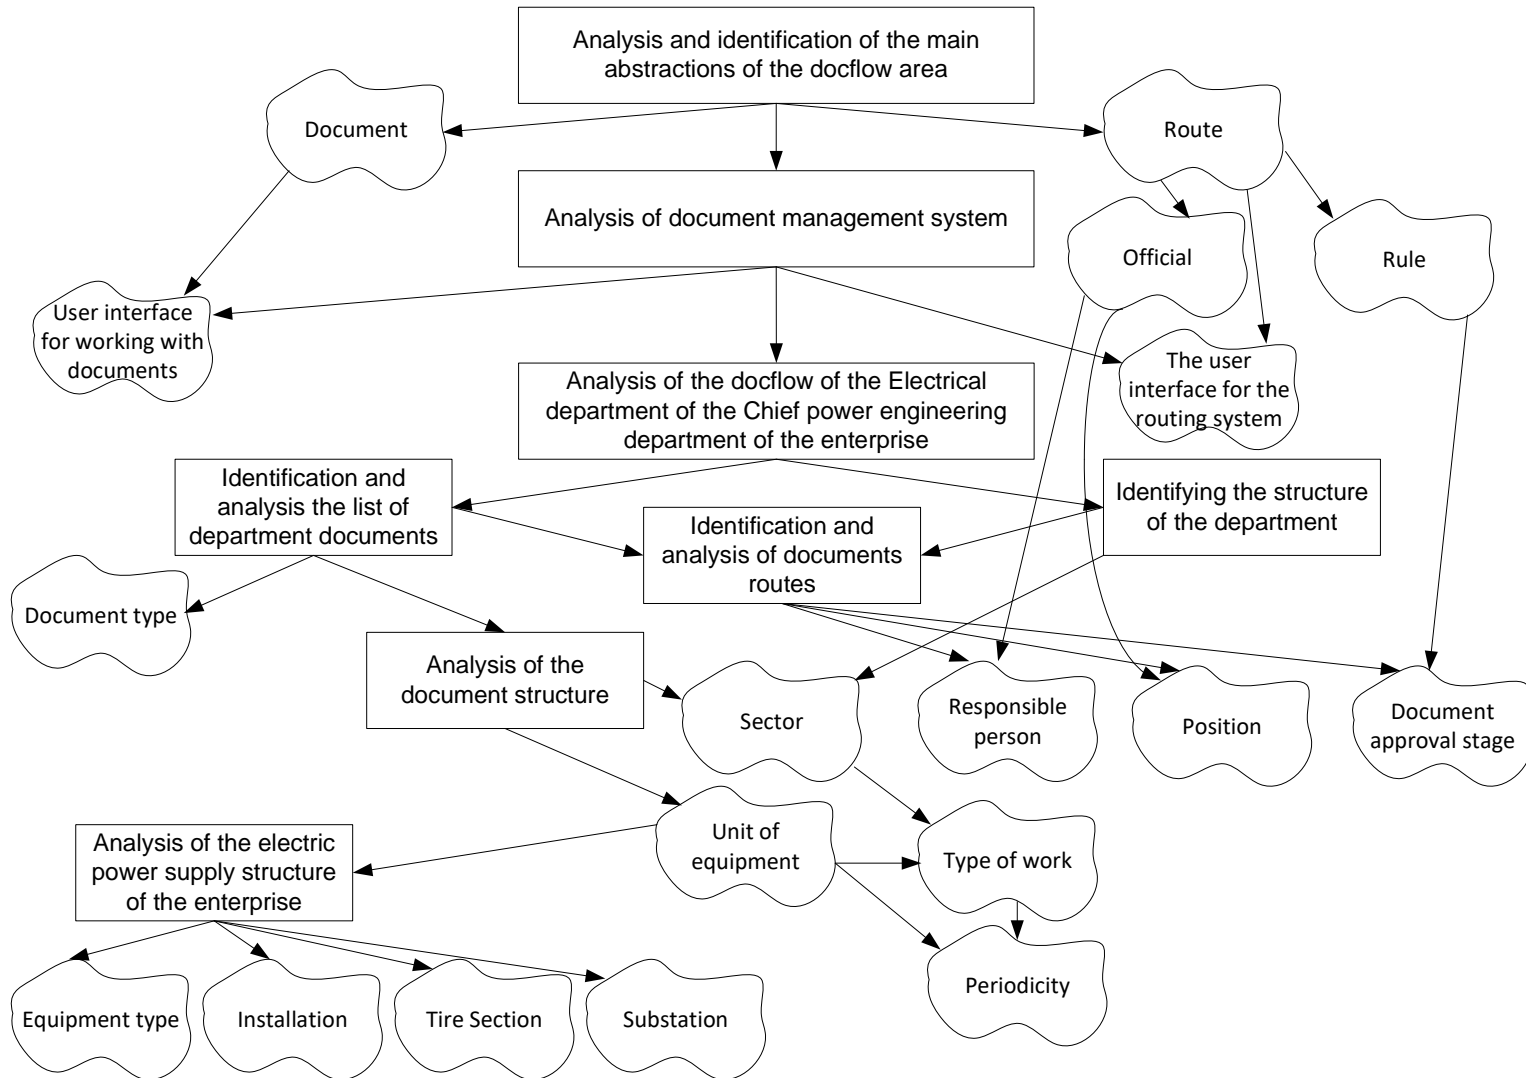 Analysis and identification of the main
abstractions of the docflow area
Document
Route
Analysis of document management system
Official
Rule
User interface
for working with
documents
The user
interface for the
routing system
Analysis of the docflow of the Electrical
department of the Chief power engineering
department of the enterprise
Identification and
analysis the list of
department documents
Identifying the structure
of the department
Identification and
analysis of documents
routes
Document type
Analysis of the
document structure
Sector
Responsible
person
Position
Document
approval stage
Analysis of the electric
power supply structure
of the enterprise
Unit of
equipment
Type of work
Periodicity
Equipment type
Installation
Tire Section
Substation